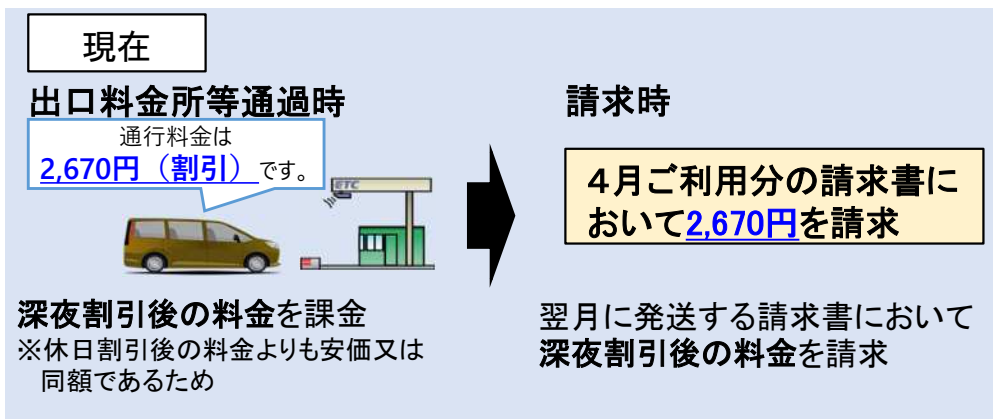 現在
出口料金所等通過時
通行料金は
2,670円（割引）です。
ETC
深夜割引後の料金を課金
※休日割引後の料金よりも安価又は
同額であるため
請求時
４月ご利用分の請求書に
おいて2,670円を請求
翌月に発送する請求書において
深夜割引後の料金を請求